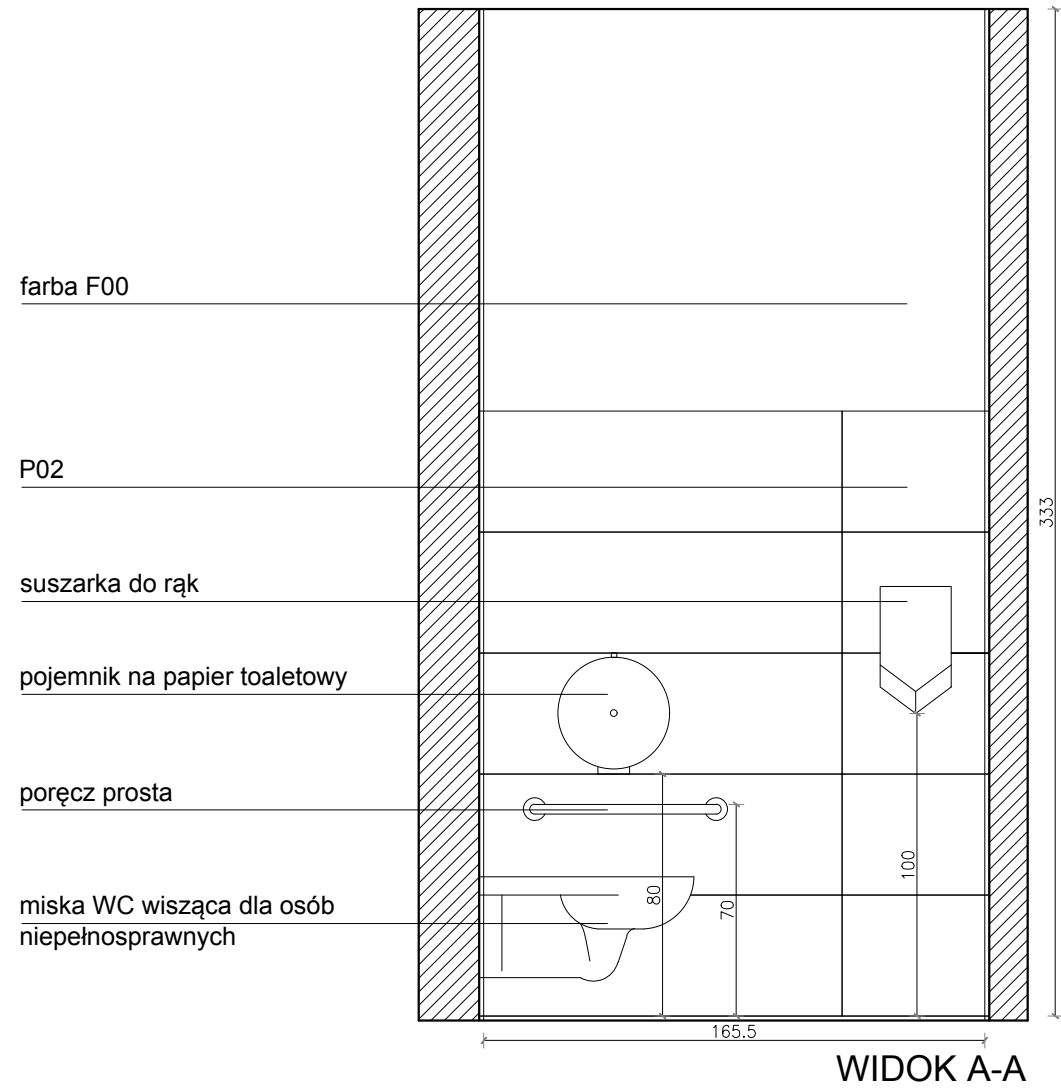 farba F00
P02
333
suszarka do rąk
pojemnik na papier toaletowy
poręcz prosta
100
80
70
miska WC wisząca dla osób
niepełnosprawnych
165.5
WIDOK A-A